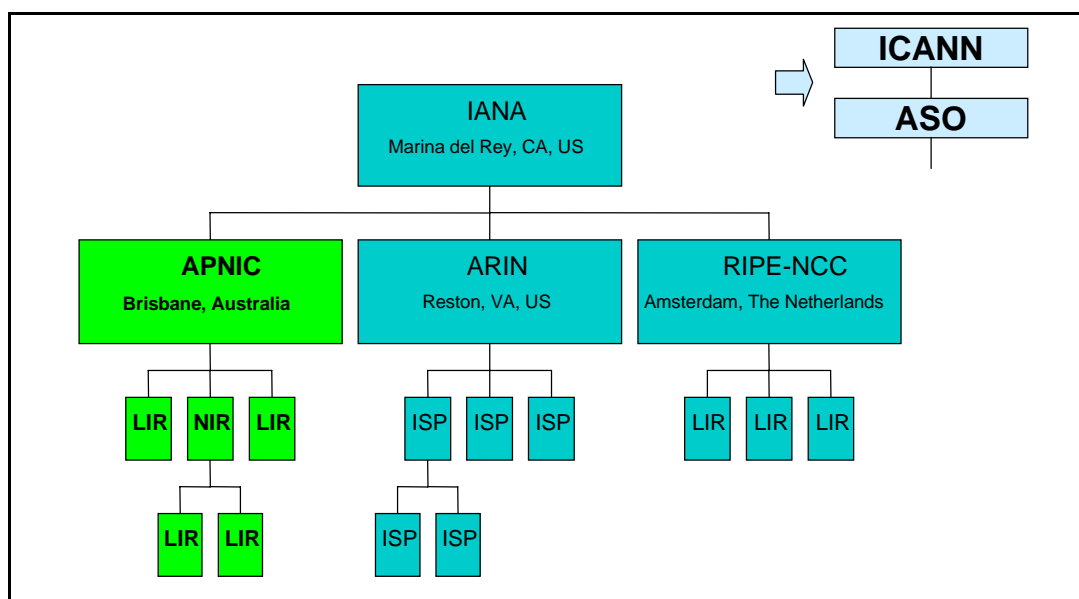 ICANN
ASO
IANA
Marina del Rey, CA, US
APNIC
Brisbane, Australia
ARIN
Reston, VA, US
RIPE-NCC
Amsterdam, The Netherlands
LIR
NIR
LIR
ISP
ISP
ISP
LIR
LIR
LIR
LIR
LIR
ISP
ISP